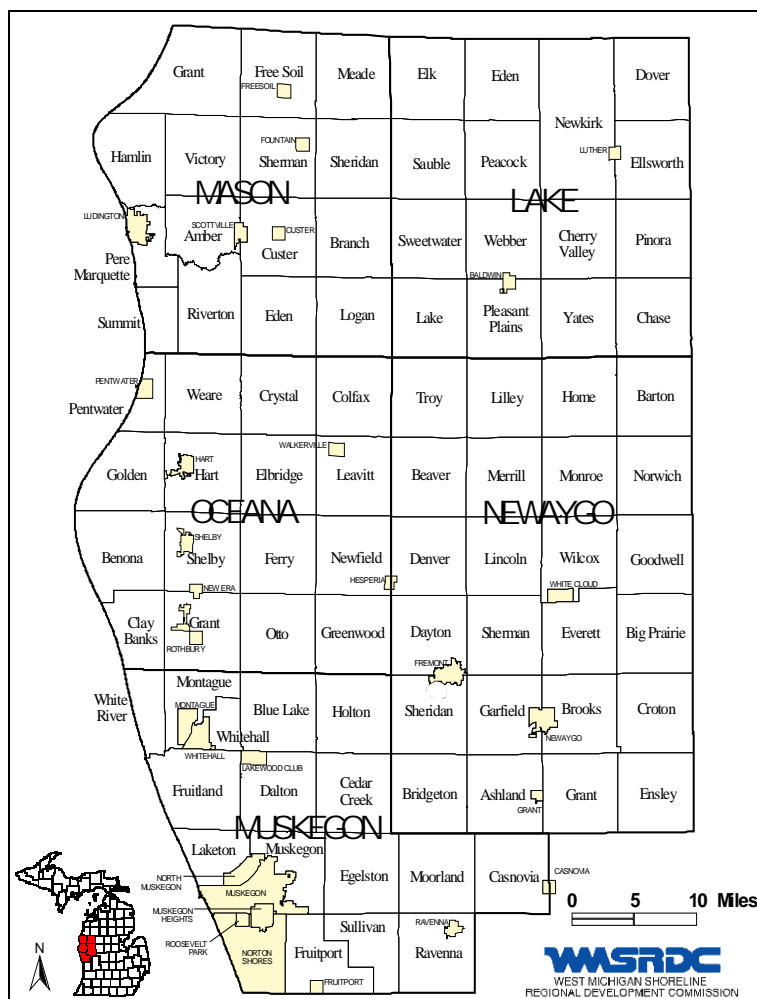 Grant
Free Soil
Meade
Elk
Eden
Dover
FREESOIL
Newkirk
FOUNTAIN
LUTHER
Hamlin
Victory
Sherman
Sheridan
Sauble
Peacock
Ellsworth
MASON
LAKE
LUDINGTON
SCOTTVILLE
Amber
CUSTER
Custer
Branch
Sweetwater
Webber
Cherry
Valley
Pinora
Pere
Marquette
BALDWIN
Summit
Riverton
Eden
Logan
Lake
Pleasant
Plains
Yates
Chase
PENTWATER
Pentwater
Weare
Crystal
Colfax
Troy
Lilley
Home
Barton
WALKERVILLE
HART
Golden
Hart
Elbridge
Leavitt
Beaver
Merrill
Monroe
Norwich
OCEANA
NEWAYGO
SHELBY
Benona
Shelby
Ferry
Newfield
Denver
Lincoln
Wilcox
Goodwell
HESPERIA
WHITE CLOUD
NEW ERA
Clay
Banks
Grant
ROTHBURY
Otto
Greenwood
Dayton
Sherman
Everett
Big Prairie
FREMONT
White
River
Montague
MONTAGUE
Whitehall
WHITEHALL
Blue Lake
Holton
Sheridan
Garfield
Brooks
Croton
NEWAYGO
LAKEWOOD CLUB
Fruitland
Dalton
Cedar
Creek
Bridgeton
Ashland
GRANT
Grant
Ensley
MUSKEGON
Laketon
Muskegon
NORTH
MUSKEGON
MUSKEGON
Egelston
Moorland
Casnovia
CASNOVIA
MUSKEGON
HEIGHTS
ROOSEVELT
PARK
NORTON
SHORES
Fruitport
FRUITPORT
Sullivan
RAVENNA
Ravenna
N
0 5 10 Miles
WMSRDC
WEST MICHIGAN SHORELINE
REGIONAL DEVELOPMENT COMMISSION